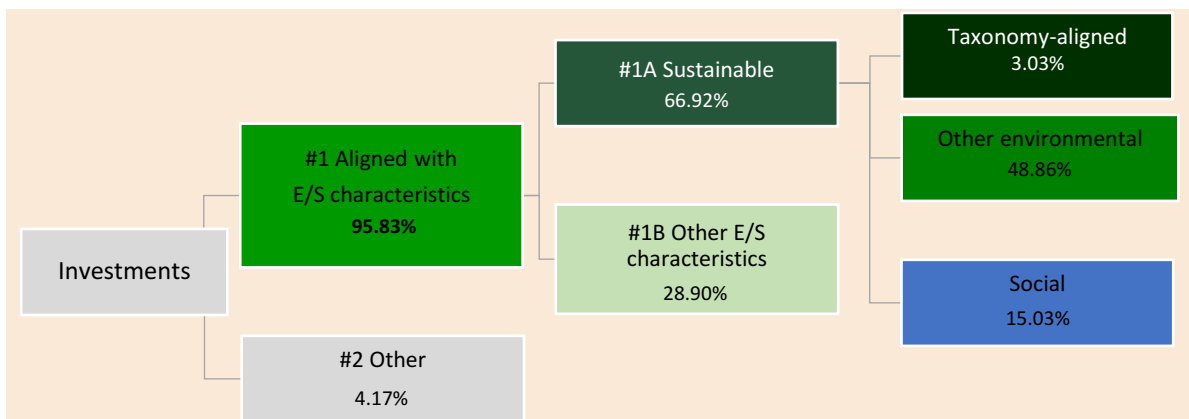 Investments
#1 Aligned with
E/S characteristics
95.83%
#2 Other
4.17%
#1A Sustainable
66.92%
#1B Other E/S
characteristics
28.90%
Taxonomy-aligned
3.03%
Other environmental
48.86%
Social
15.03%